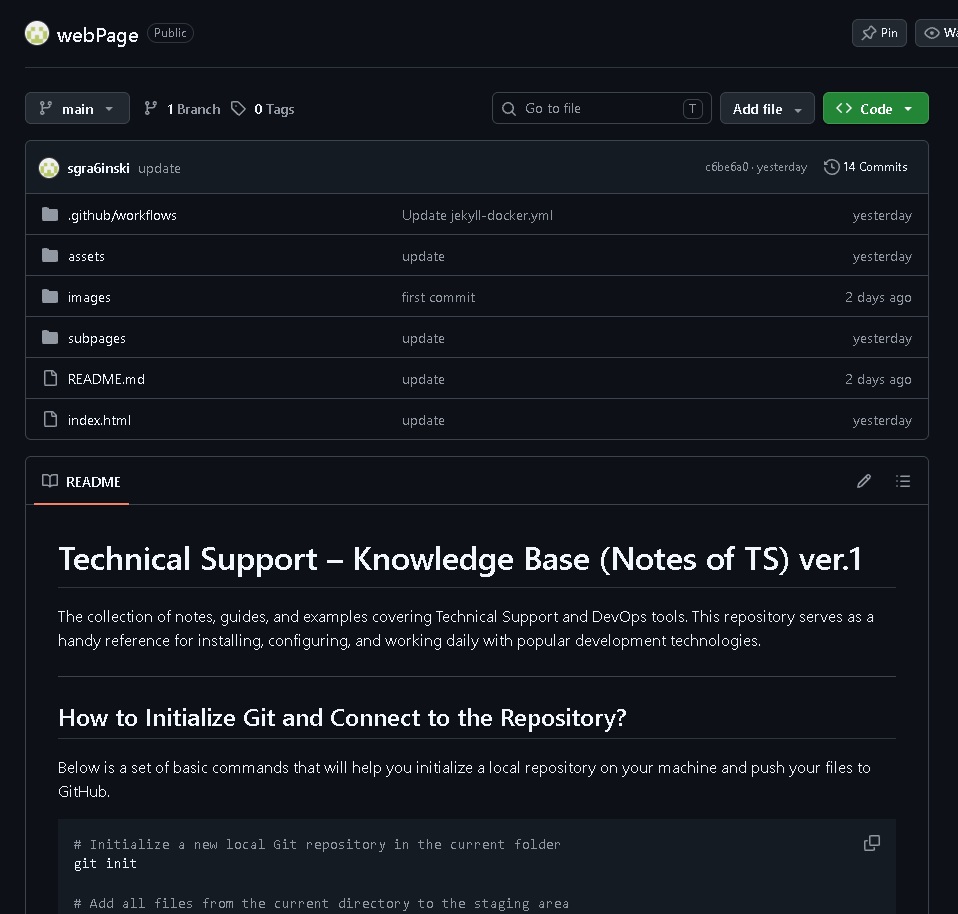 webPage Public Pin
main 1 Branch 0 Tags Go to file T Add file Code
sgra6inski update c6be6a0 · yesterday 14 Commits
.github/workflows Update jekyll-docker.yml yesterday
assets update yesterday
images first commit 2 days ago
subpages update yesterday
README.md update 2 days ago
index.html update yesterday
README
Technical Support – Knowledge Base (Notes of TS) ver.1
The collection of notes, guides, and examples covering Technical Support and DevOps tools. This repository serves as a
handy reference for installing, configuring, and working daily with popular development technologies.
How to Initialize Git and Connect to the Repository?
Below is a set of basic commands that will help you initialize a local repository on your machine and push your files to
GitHub.
# Initialize a new local Git repository in the current folder
git init
# Add all files from the current directory to the staging area